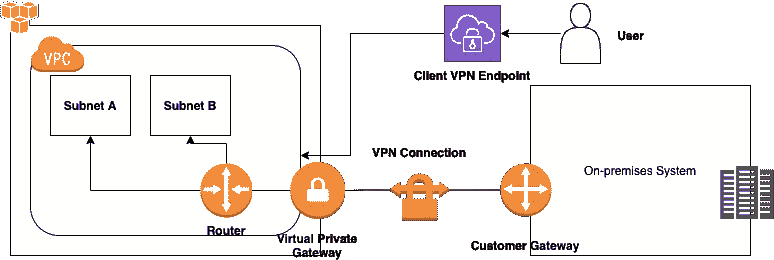 VPC
Subnet A
Subnet B
Router
Virtual Private
Gateway
VPN Connection
Client VPN Endpoint
User
Customer Gateway
On-premises System